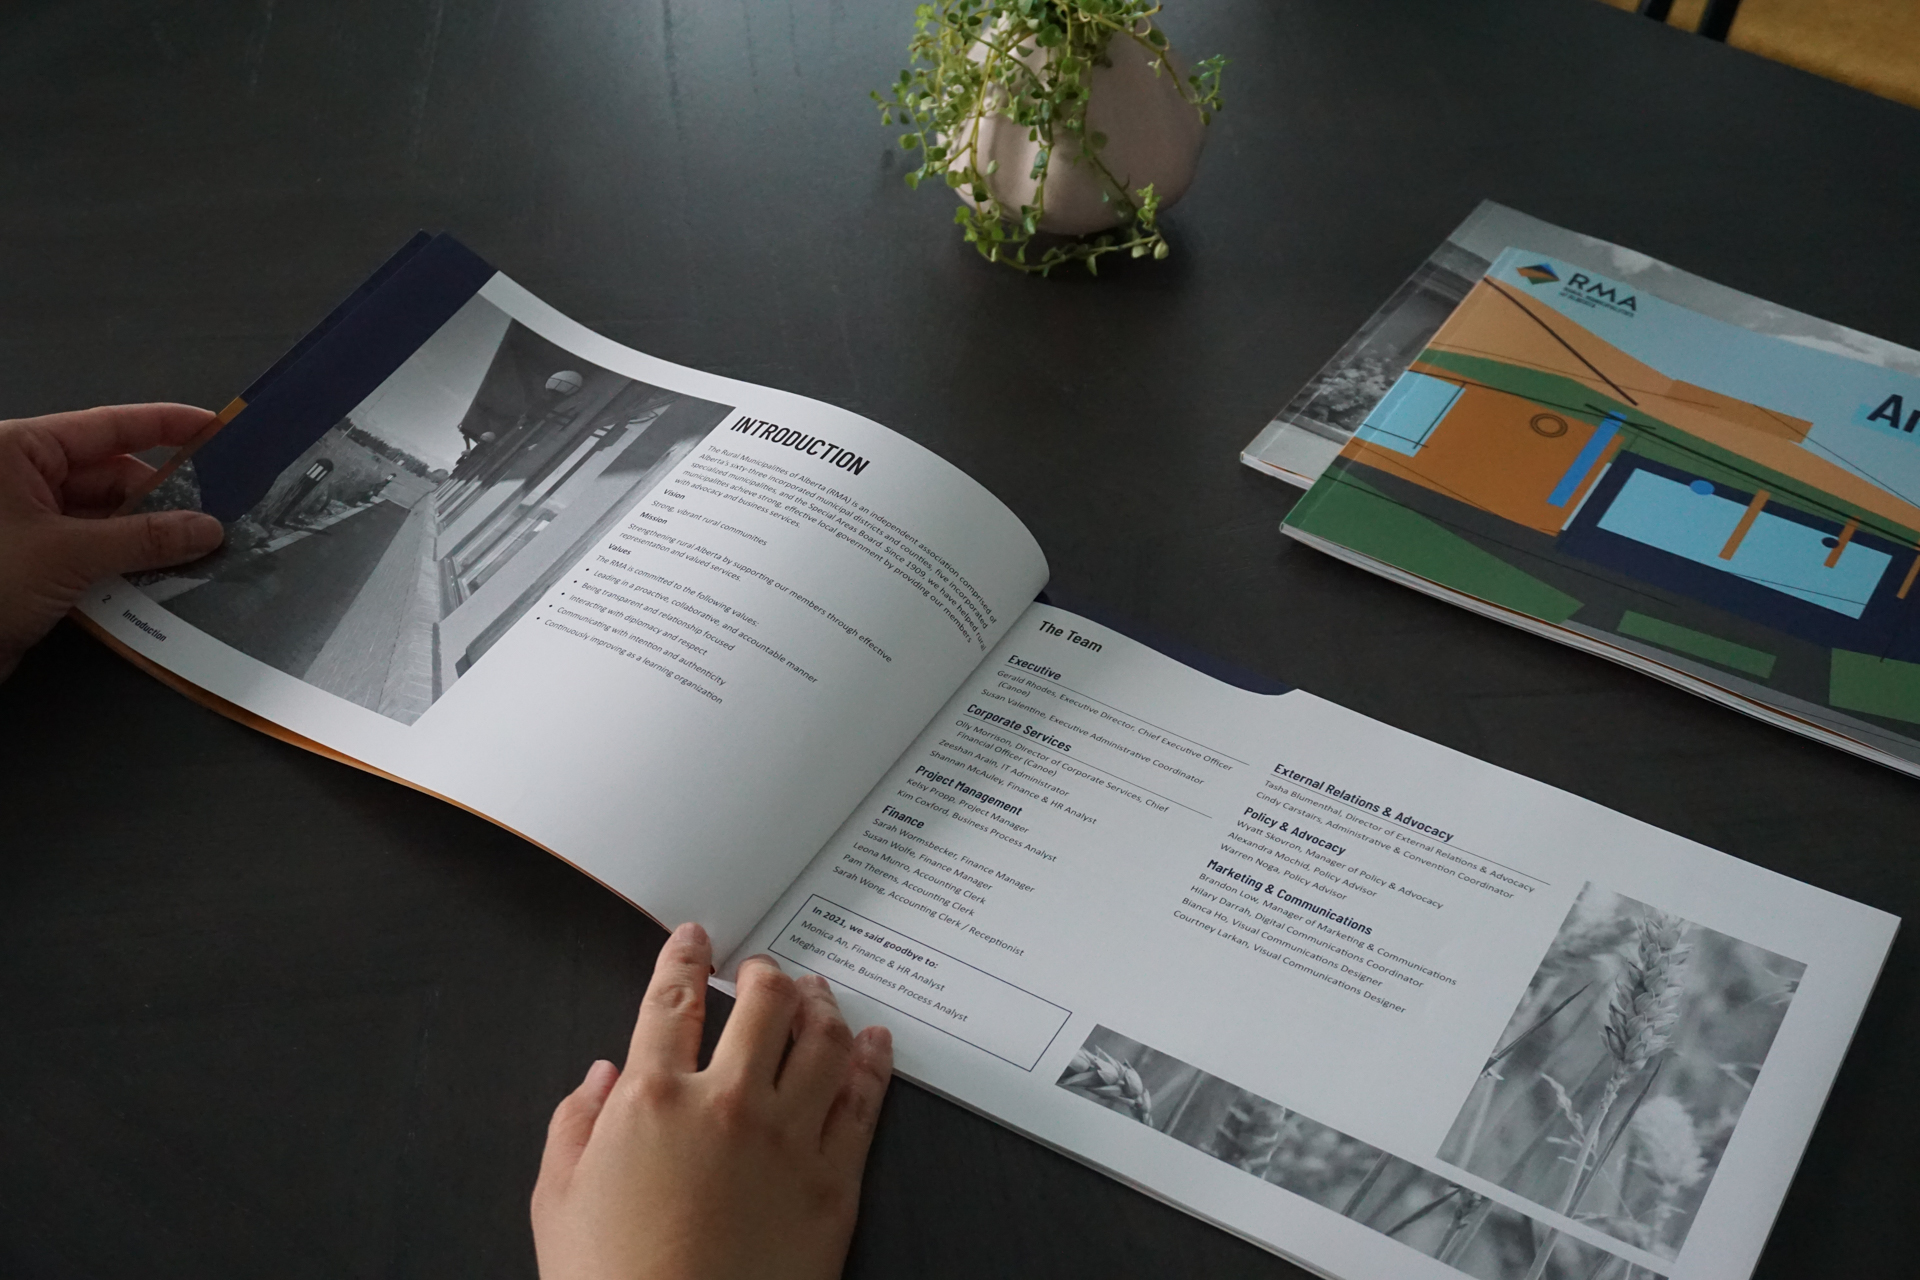 INTRODUCTION
The Rural Municipalities of Alberta (RMA) is an independent association comprised of
Alberta's sixty-three incorporated municipal districts and counties, five incorporated
specialized municipalities, and the Special Areas Board. Since 1909, we have helped rural
municipalities achieve strong, effective local government by providing our members
with advocacy and business services.
Vision
Strong, vibrant rural communities
Mission
Strengthening rural Alberta by supporting our members through effective
representation and valued services.
Values
The RMA is committed to the following values:
• Leading in a proactive, collaborative, and accountable manner
• Being transparent and relationship focused
• Interacting with diplomacy and respect
• Communicating with intention and authenticity
• Continuously improving as a learning organization
2 Introduction
The Team
Executive
Gerald Rhodes, Executive Director, Chief Executive Officer
(Canoe)
Susan Valentine, Executive Administrative Coordinator
Corporate Services
Olly Morrison, Director of Corporate Services, Chief
Financial Officer (Canoe)
Zeeshan Arain, IT Administrator
Shannan McAuley, Finance & HR Analyst
Project Management
Kelsy Propp, Project Manager
Kim Coxford, Business Process Analyst
Finance
Sarah Wormsbecker, Finance Manager
Susan Wolfe, Finance Manager
Leona Munro, Accounting Clerk
Pam Therens, Accounting Clerk
Sarah Wong, Accounting Clerk / Receptionist
In 2021, we said goodbye to:
Monica An, Finance & HR Analyst
Meghan Clarke, Business Process Analyst
External Relations & Advocacy
Tasha Blumenthal, Director of External Relations & Advocacy
Cindy Carstairs, Administrative & Convention Coordinator
Policy & Advocacy
Wyatt Skovron, Manager of Policy & Advocacy
Alexandra Mochid, Policy Advisor
Warren Noga, Policy Advisor
Marketing & Communications
Brandon Low, Manager of Marketing & Communications
Hilary Darrah, Digital Communications Coordinator
Bianca Ho, Visual Communications Designer
Courtney Larkan, Visual Communications Designer
RMA
RURAL MUNICIPALITIES
of ALBERTA